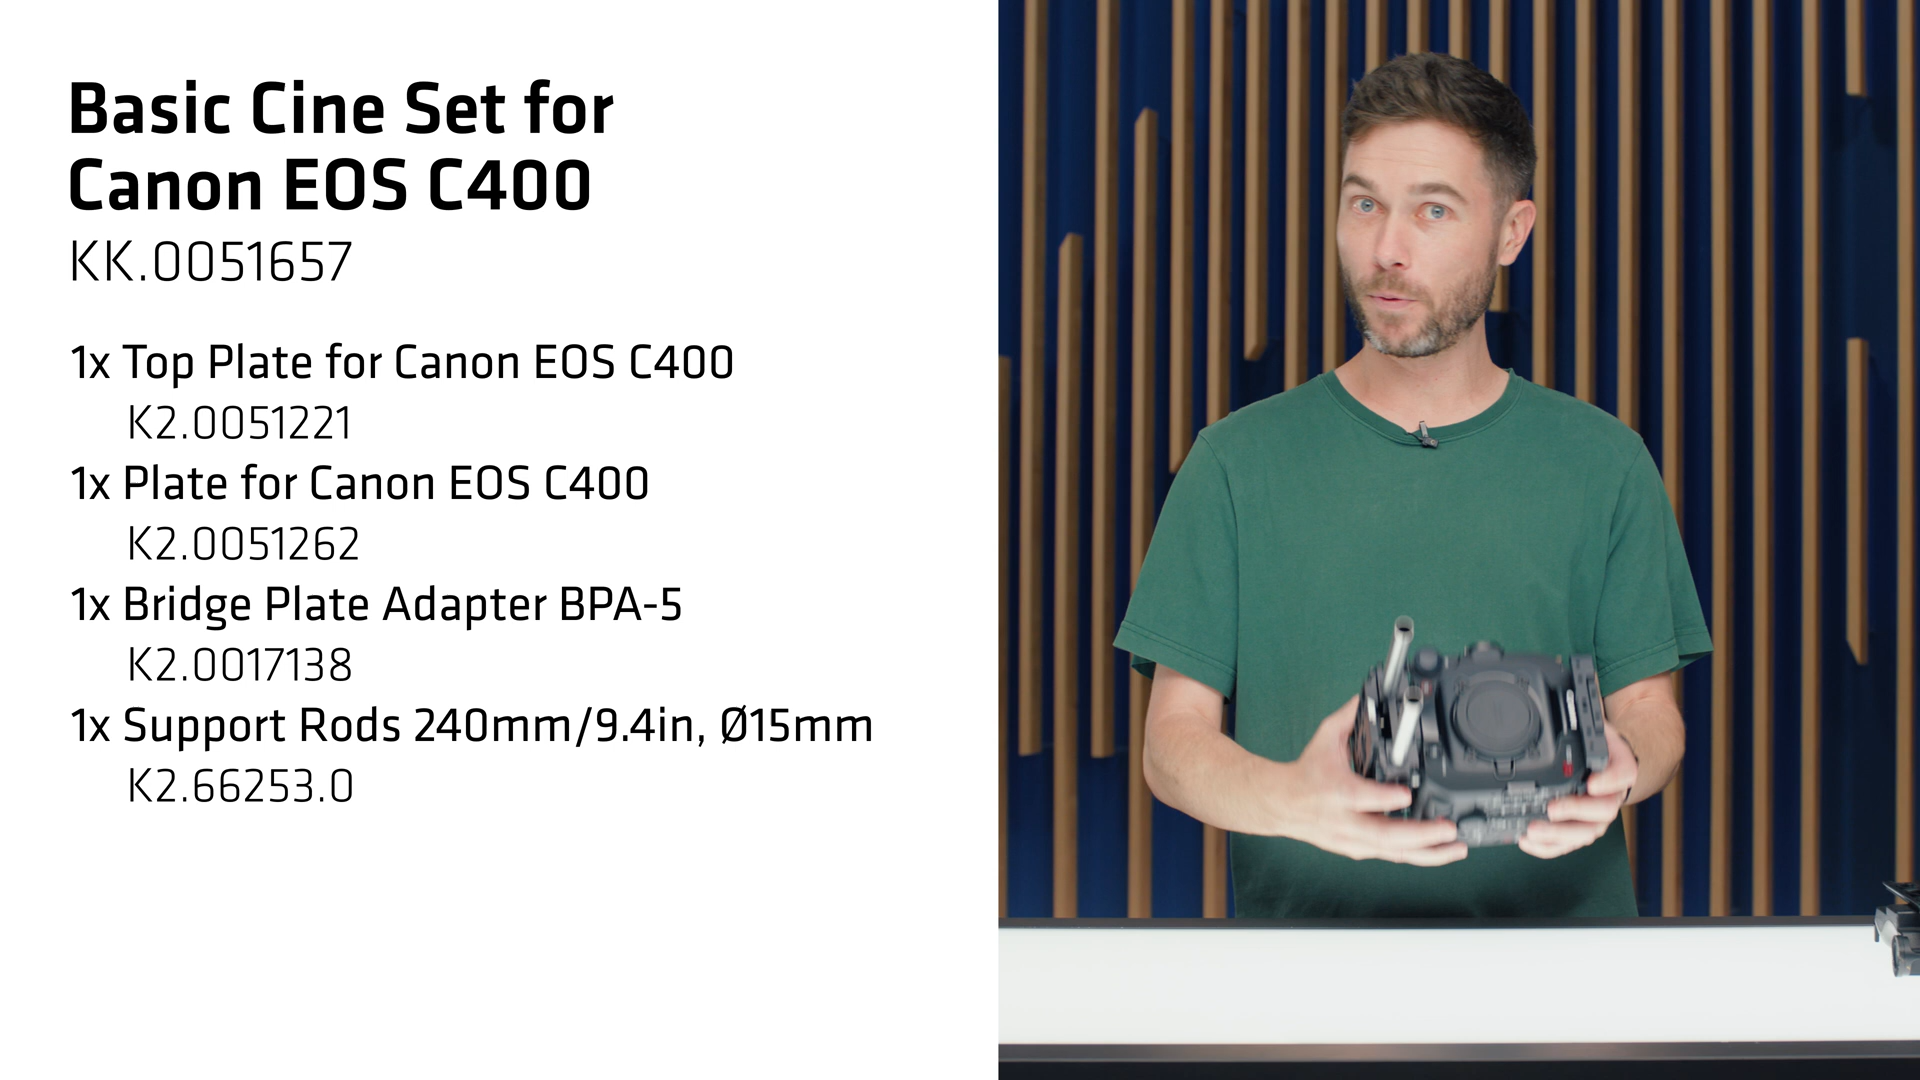 Basic Cine Set for
Canon EOS C400
KK.0051657
1x Top Plate for Canon EOS C400
K2.0051221
1x Plate for Canon EOS C400
K2.0051262
1x Bridge Plate Adapter BPA-5
K2.0017138
1x Support Rods 240mm/9.4in, Ø15mm
K2.66253.0